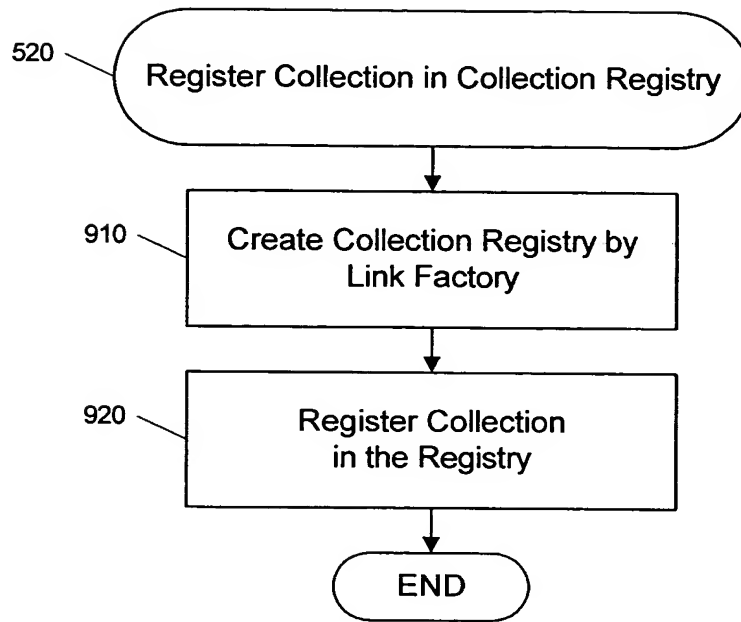 520
Register Collection in Collection Registry
910
Create Collection Registry by
Link Factory
920
Register Collection
in the Registry
END